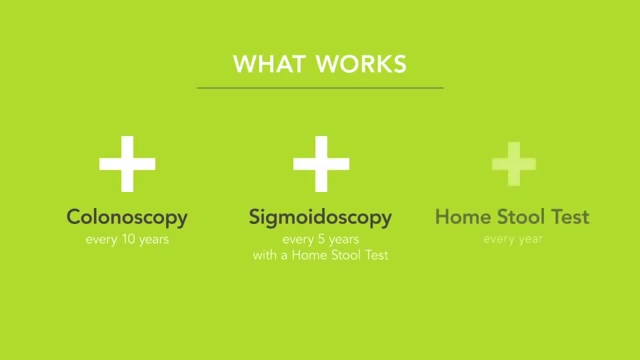 WHAT WORKS
Colonoscopy
every 10 years
Sigmoidoscopy
every 5 years
with a Home Stool Test
Home Stool Test
every year